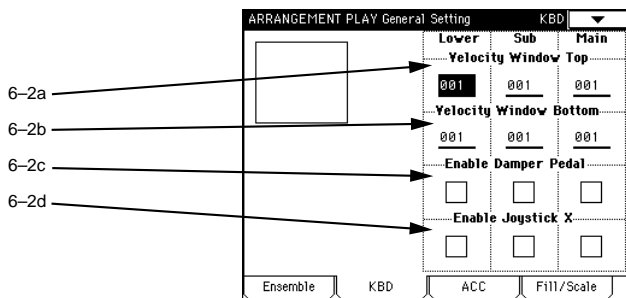 ARRANGEMENT PLAY General Setting KBD
Lower Sub Main
Velocity Window Top
6–2a
001 001 001
Velocity Window Bottom
6–2b
001 001 001
6–2c
Enable Damper Pedal
6–2d
Enable Joystick X
Ensemble KBD ACC Fill/Scale